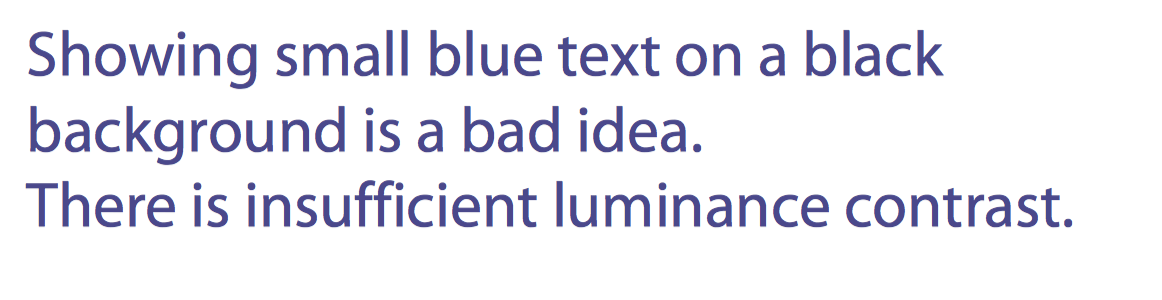 Showing small blue text on a black
background is a bad idea.
There is insufficient luminance contrast.